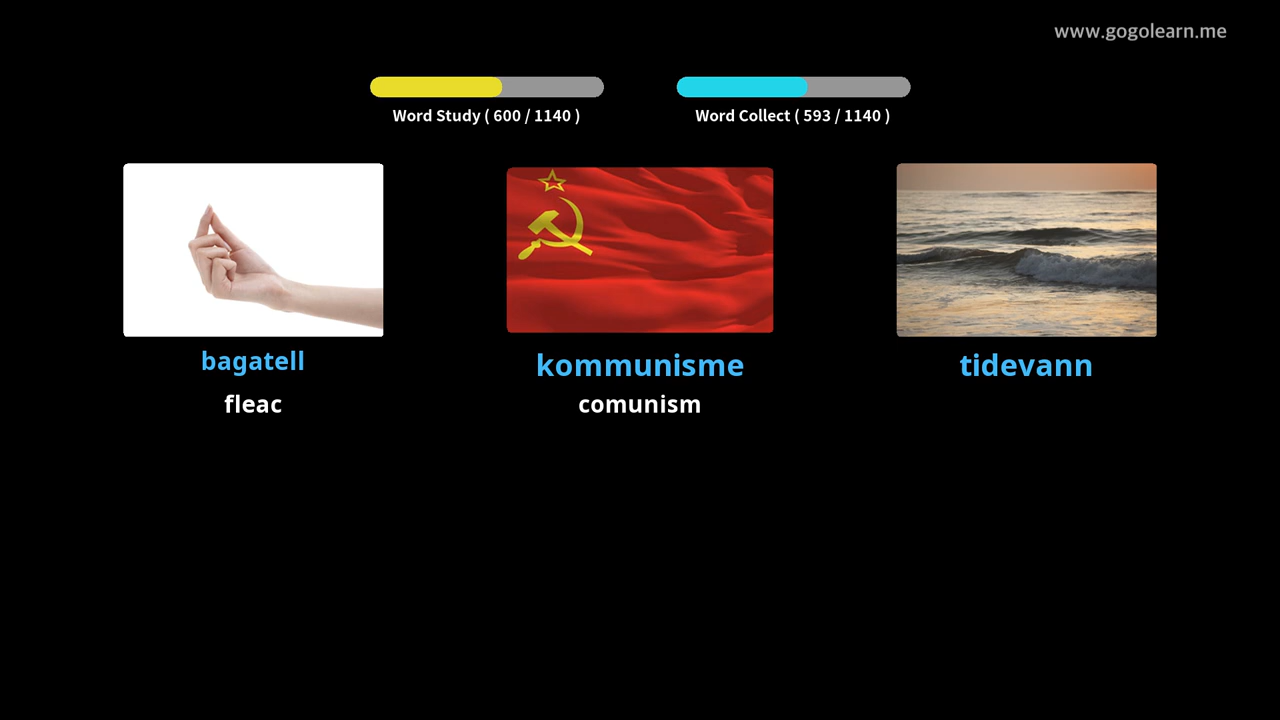 www.gogolearn.me
Word Study ( 600 / 1140 )
Word Collect ( 593 / 1140 )
bagatell
kommunisme
tidevann
fleac
comunism